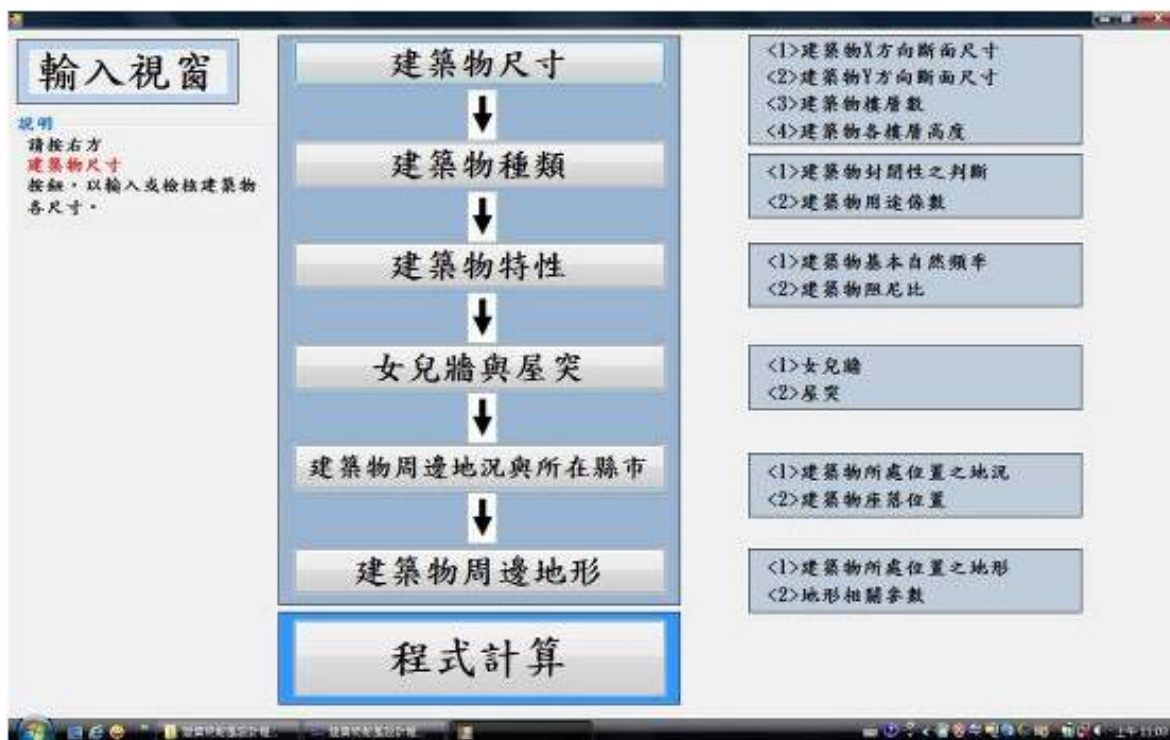 輸入視窗
說明
請按右方
建築物尺寸
按鈕，以輸入或檢核建築物
各尺寸。
建築物尺寸
建築物種類
建築物特性
女兒牆與屋突
建築物周邊地況與所在縣市
建築物周邊地形
程式計算
<1>建築物X方向斷面尺寸
<2>建築物Y方向斷面尺寸
<3>建築物樓層數
<4>建築物各樓層高度
<1>建築物封閉性之判斷
<2>建築物用途係數
<1>建築物基本自然頻率
<2>建築物阻尼比
<1>女兒牆
<2>屋突
<1>建築物所處位置之地況
<2>建築物座落位置
<1>建築物所處位置之地形
<2>地形相關參數